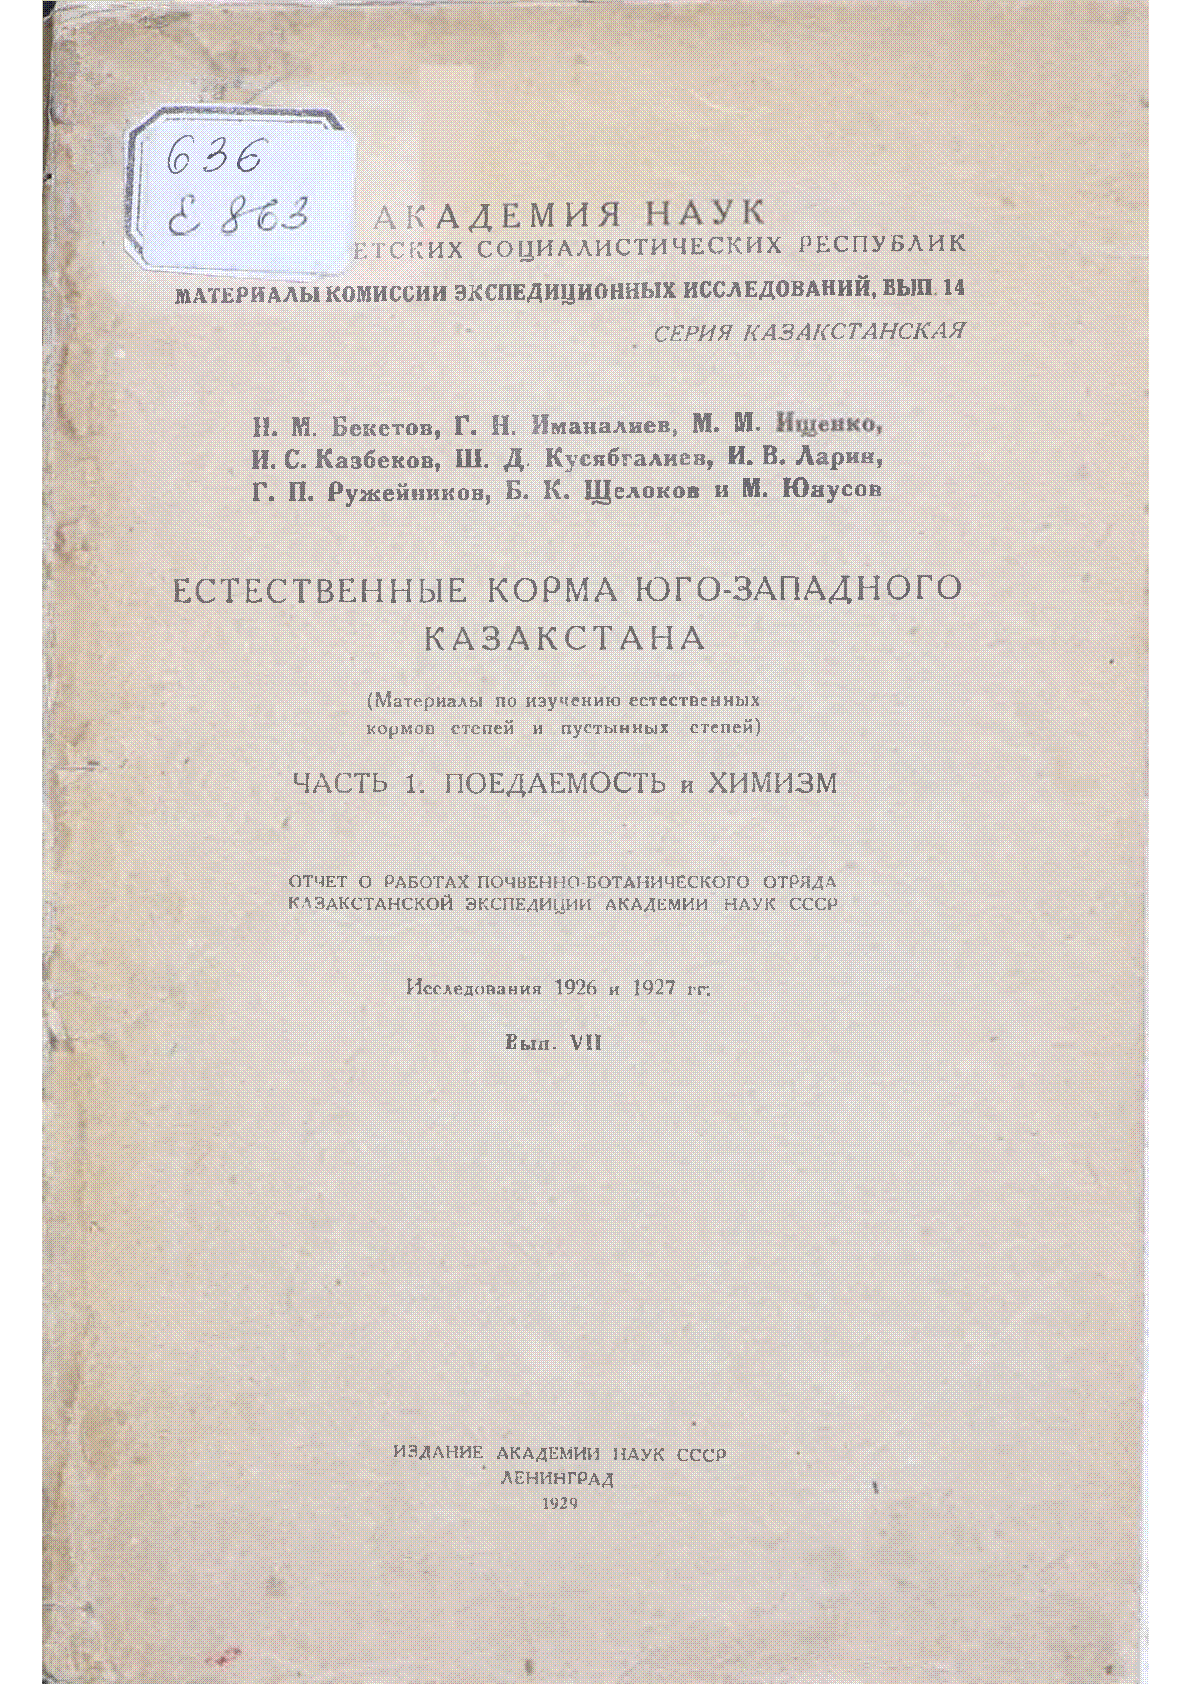 636
Е 863
АКАДЕМИЯ НАУК
ЕТСКИХ СОЦИАЛИСТИЧЕСКИХ РЕСПУБЛИК
МАТЕРИАЛЫ КОМИССИИ ЭКСПЕДИЦИОННЫХ ИССЛЕДОВАНИЙ, ВЫП. 14
СЕРИЯ КАЗАКСТАНСКАЯ
Н. М. Бекетов, Г. Н. Иманалиев, М. М. Ищенко,
И. С. Казбеков, Ш. Д. Кусябгалиев, И. В. Ларин,
Г. П. Ружейников, Б. К. Щелоков и М. Юнусов
ЕСТЕСТВЕННЫЕ КОРМА ЮГО-ЗАПАДНОГО
КАЗАКСТАНА
(Материалы по изучению естественных
кормов степей и пустынных степей)
ЧАСТЬ 1. ПОЕДАЕМОСТЬ и ХИМИЗМ
ОТЧЕТ О РАБОТАХ ПОЧВЕННО-БОТАНИЧЕСКОГО ОТРЯДА
КАЗАКСТАНСКОЙ ЭКСПЕДИЦИИ АКАДЕМИИ НАУК СССР
Исследования 1926 и 1927 гг.
Вып. VII
ИЗДАНИЕ АКАДЕМИИ НАУК СССР
ЛЕНИНГРАД
1929